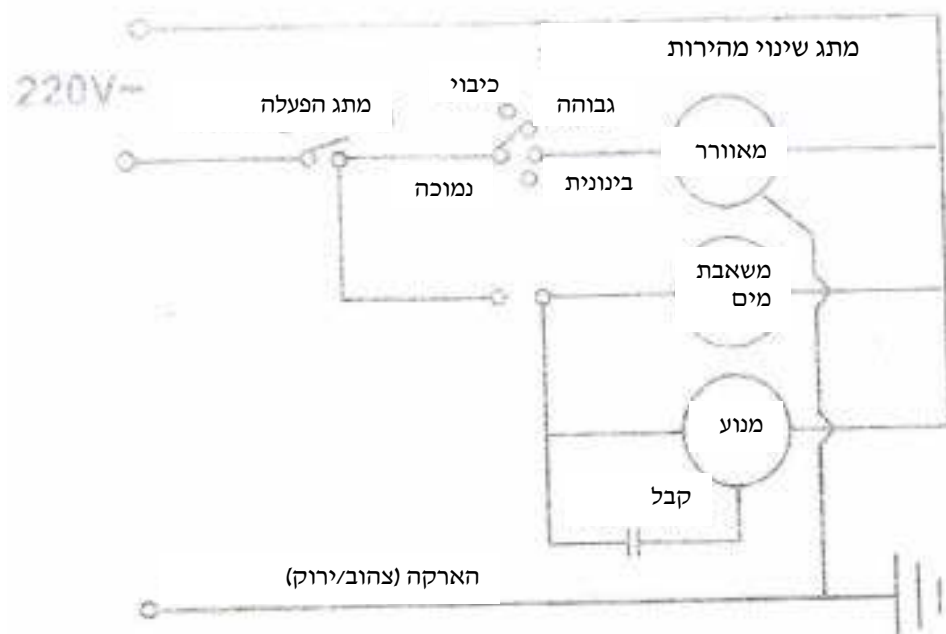 מתג שינוי מהירות
220V~
כיבוי
מתג הפעלה
גבוהה
מאוורר
נמוכה
בינונית
משאבת
מים
מנוע
קבל
הארקה (צהוב/ירוק)